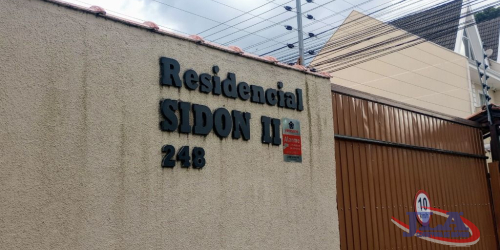 Residencial
SIDON II
248
10